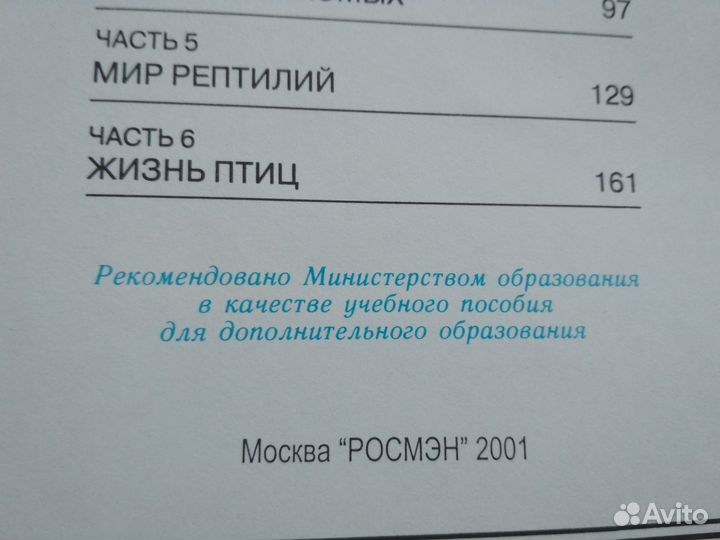 97
ЧАСТЬ 5
МИР РЕПТИЛИЙ 129
ЧАСТЬ 6
ЖИЗНЬ ПТИЦ 161
Рекомендовано Министерством образования
в качестве учебного пособия
для дополнительного образования
Москва “РОСМЭН” 2001
Avito